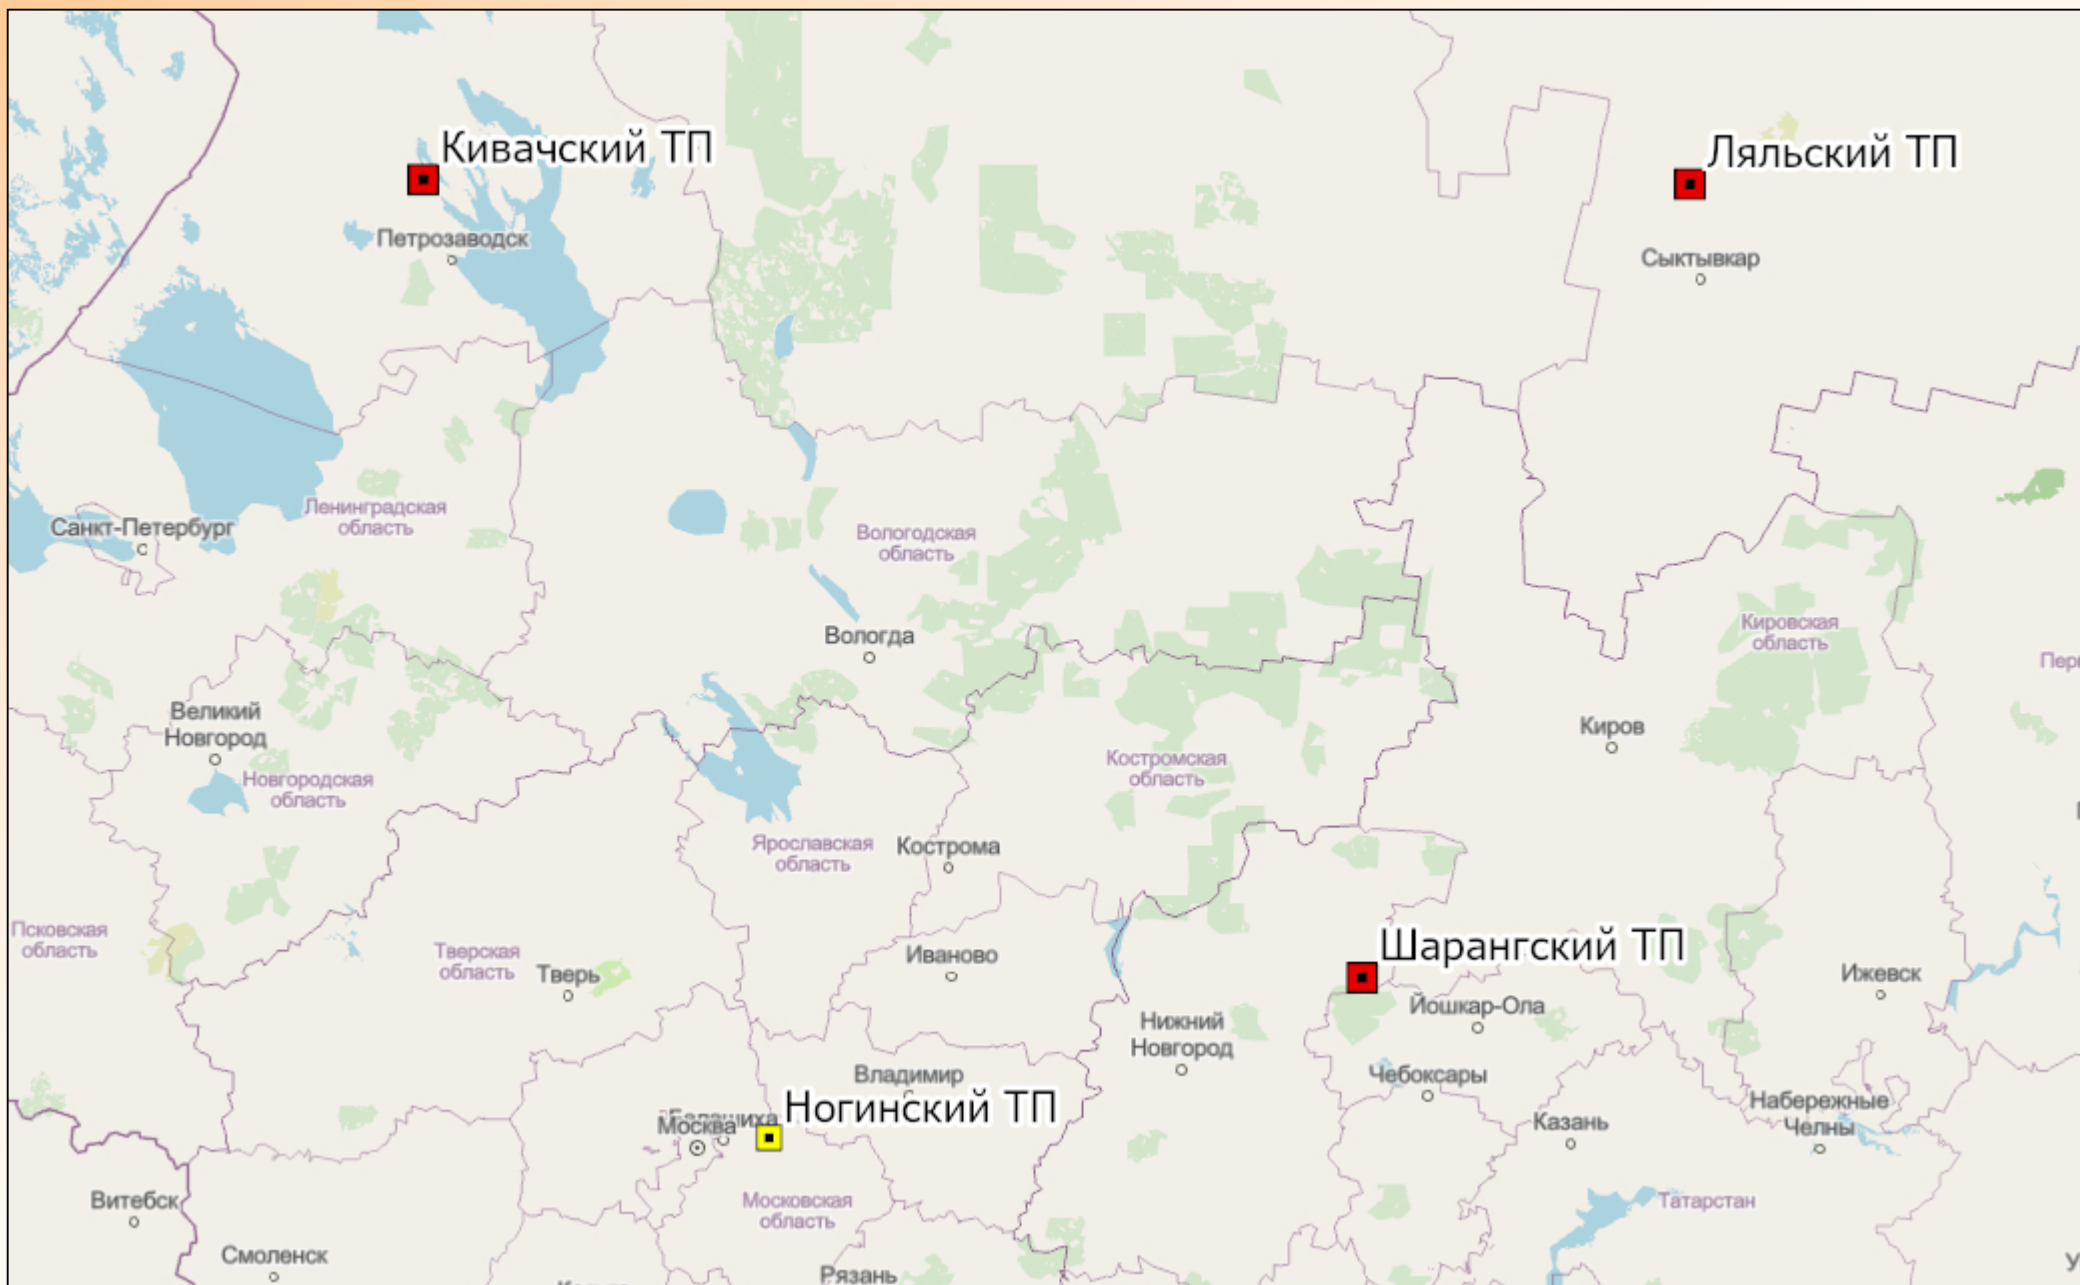 Кивачский ТП
Ляльский ТП
Петрозаводск
Сыктывкар
Ленинградская
область
Санкт-Петербург
Вологодская
область
Вологда
Кировская
область
Великий
Новгород
Киров
Новгородская
область
Костромская
область
Ярославская
область
Кострома
Псковская
область
Тверская
область
Тверь
Иваново
Шарангский ТП
Ижевск
Йошкар-Ола
Нижний
Новгород
Владимир
Чебоксары
Ногинский ТП
Балашиха
Москва
Набережные
Челны
Казань
Витебск
Московская
область
Татарстан
Смоленск
Рязань